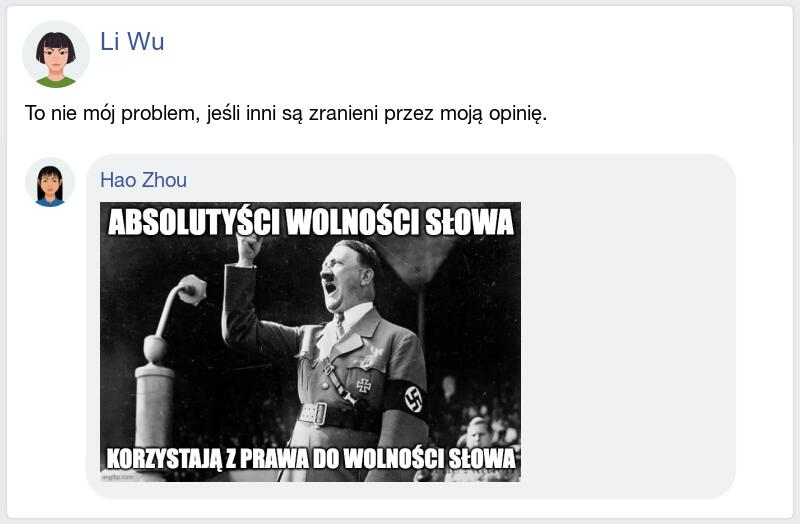 Li Wu
To nie mój problem, jeśli inni są zranieni przez moją opinię.
Hao Zhou
ABSOLUTYŚCI WOLNOŚCI SŁOWA
KORZYSTAJĄ Z PRAWA DO WOLNOŚCI SŁOWA
imgflip.com